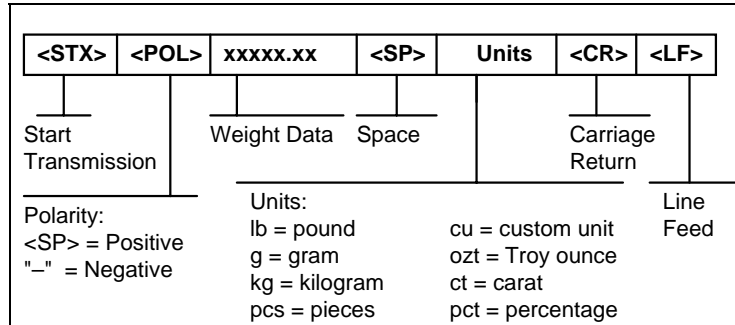 <STX> <POL> xxxxx.xx <SP> Units <CR> <LF>
Start Transmission
Weight Data
Space
Carriage Return
Polarity:
<SP> = Positive
"–" = Negative
Units:
lb = pound
g = gram
kg = kilogram
pcs = pieces
cu = custom unit
ozt = Troy ounce
ct = carat
pct = percentage
Line
Feed